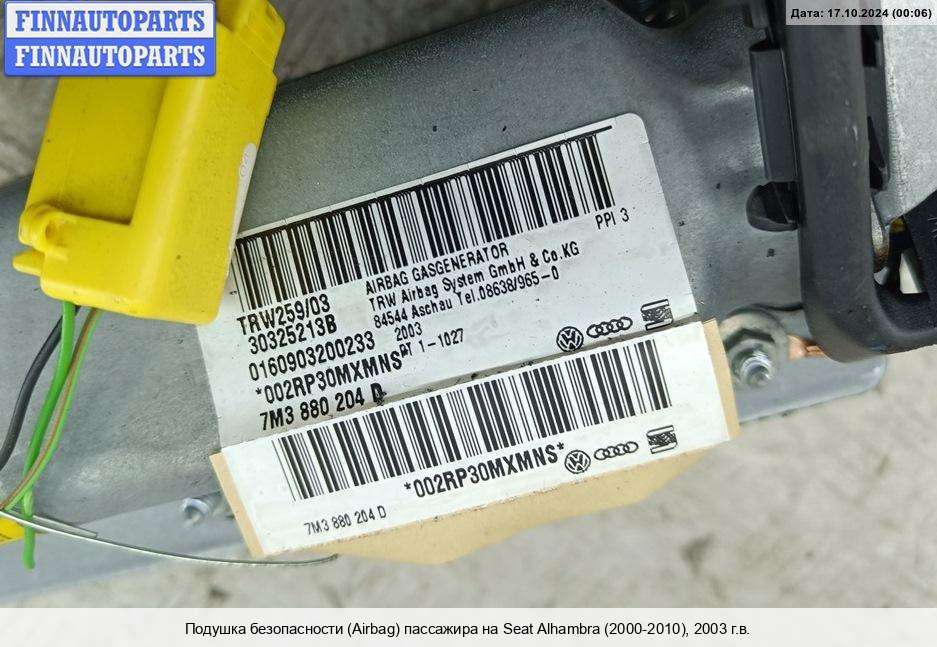 FINNAUTOPARTS
FINNAUTOPARTS
Дата: 17.10.2024 (00:06)
PPI 3
AIRBAG GASGENERATOR
TRW Airbag System GmbH & Co.KG
84544 Aschau Tel.08638/965-0
2003
PT 1-1027
TRW259/03
30325213B
0160903200233
*002RP30MXMNS*
7M3 880 204 D
*002RP30MXMNS*
7M3 880 204 D
Подушка безопасности (Airbag) пассажира на Seat Alhambra (2000-2010), 2003 г.в.